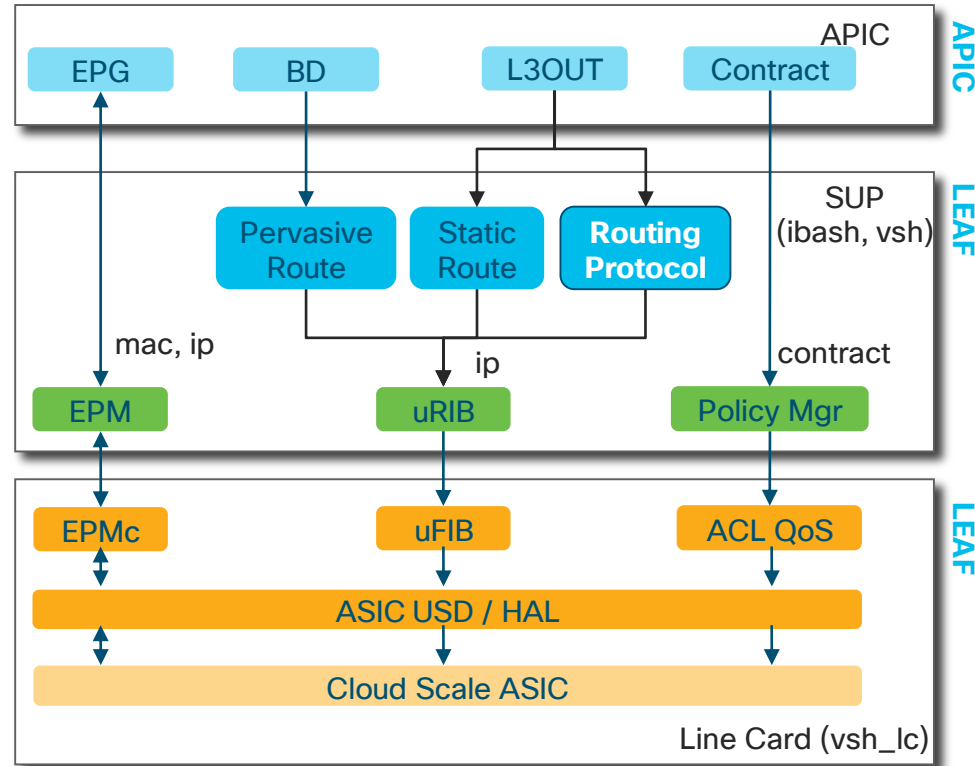 APIC
APIC
EPG
BD
L3OUT
Contract
LEAF
SUP
(ibash, vsh)
Pervasive
Route
Static
Route
Routing
Protocol
mac, ip
ip
contract
EPM
uRIB
Policy Mgr
LEAF
EPMc
uFIB
ACL QoS
ASIC USD / HAL
Cloud Scale ASIC
Line Card (vsh_lc)